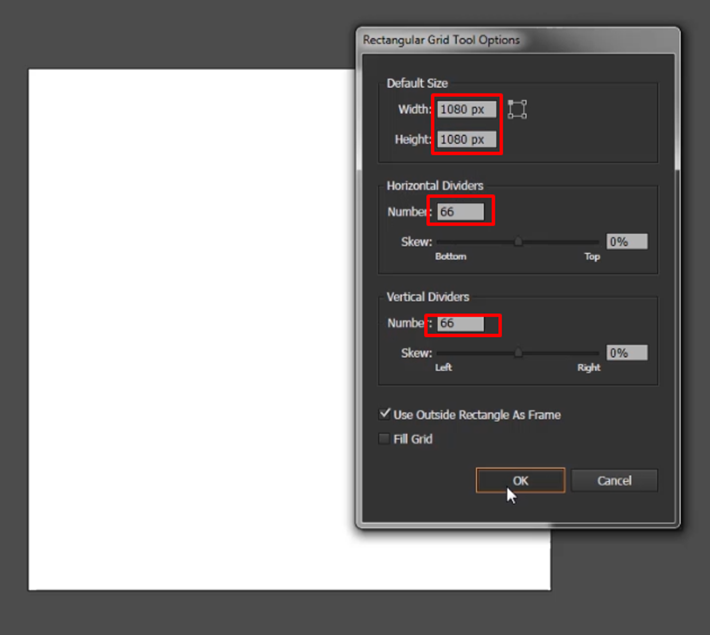 Rectangular Grid Tool Options
Default Size
Width: 1080 px
Height: 1080 px
Horizontal Dividers
Number: 66
Skew: 0%
Bottom Top
Vertical Dividers
Number: 66
Skew: 0%
Left Right
Use Outside Rectangle As Frame
Fill Grid
OK Cancel